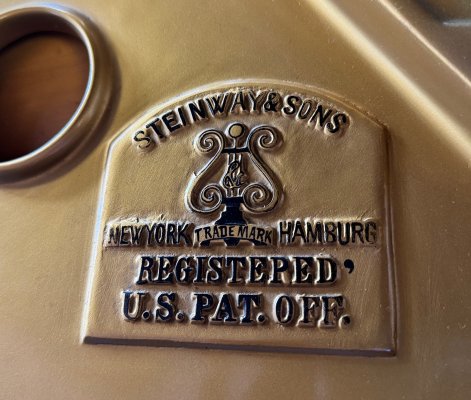 STEINWAY & SONS
NEW YORK TRADE MARK HAMBURG
REGISTEPED'
U.S. PAT. OFF.